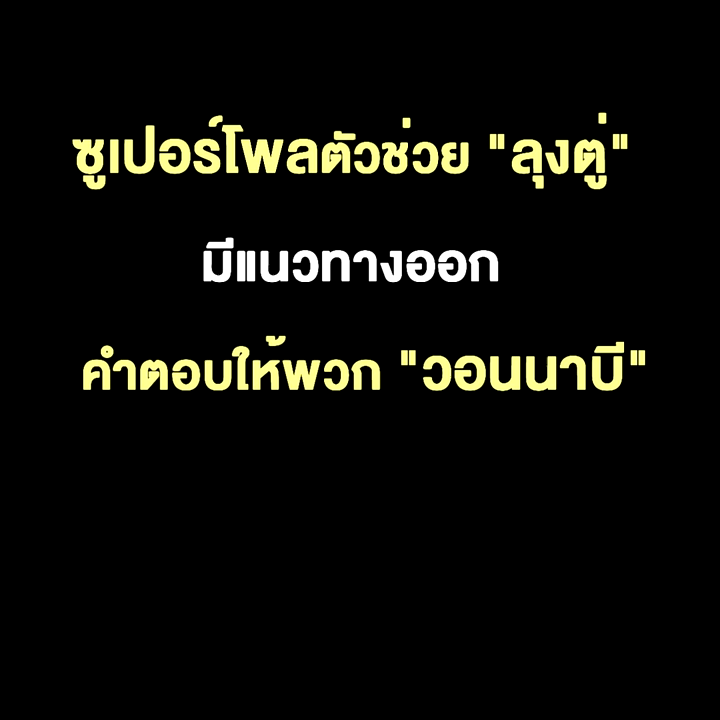 ซูเปอร์โพลตัวช่วย "ลุงตู่"
มีแนวทางออก
คำตอบให้พวก "วอนนาบี"